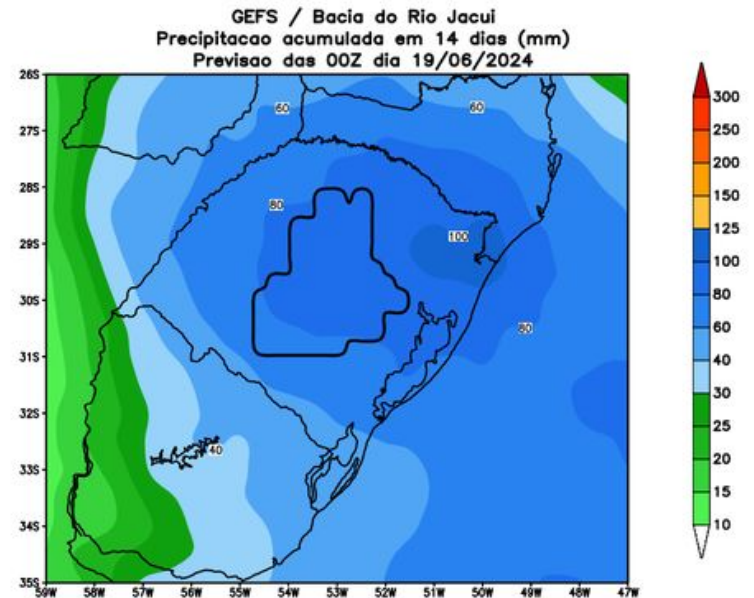 GEFS / Bacia do Rio Jacui
Precipitacao acumulada em 14 dias (mm)
Previsao das 00Z dia 19/06/2024
26S
27S
28S
29S
30S
31S
32S
33S
34S
35S
60
60
80
100
80
40
59W 58W 57W 56W 55W 54W 53W 52W 51W 50W 49W 48W 47W
300
250
200
150
125
100
80
60
40
30
25
20
15
10